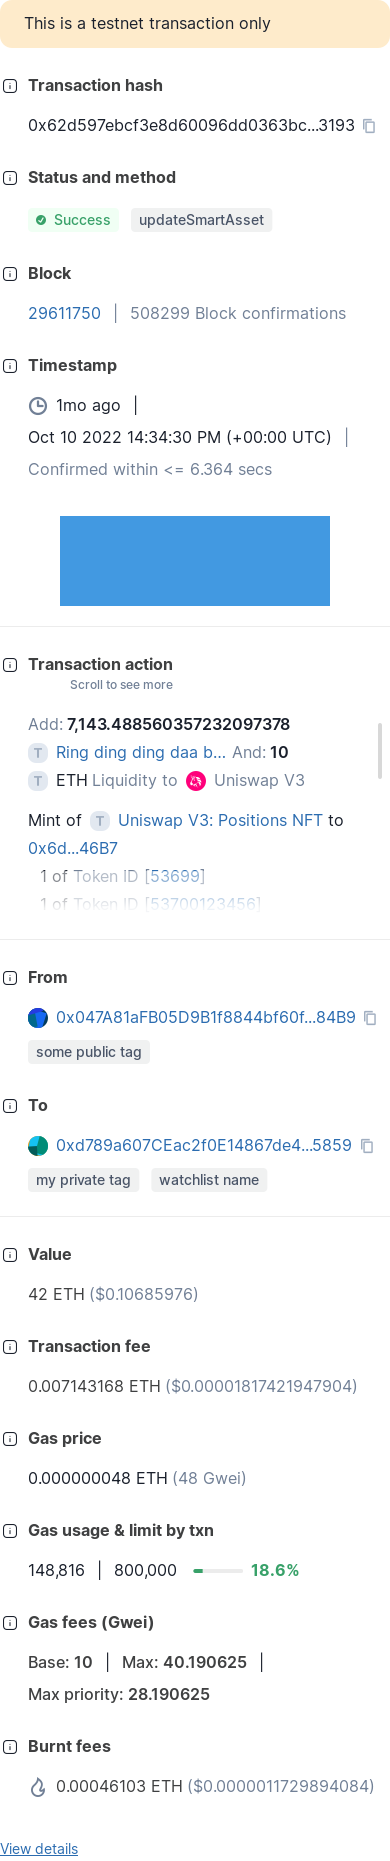 This is a testnet transaction only
Transaction hash
0x62d597ebcf3e8d60096dd0363bc...3193
Status and method
Success updateSmartAsset
Block
29611750 | 508299 Block confirmations
Timestamp
1mo ago |
Oct 10 2022 14:34:30 PM (+00:00 UTC) |
Confirmed within <= 6.364 secs
Transaction action
Scroll to see more
Add: 7,143.488560357232097378
T Ring ding ding daa b... And: 10
T ETH Liquidity to Uniswap V3
Mint of T Uniswap V3: Positions NFT to
0x6d...46B7
1 of Token ID [53699]
1 of Token ID [53700123456]
From
0x047A81aFB05D9B1f8844bf60f...84B9
some public tag
To
0xd789a607CEac2f0E14867de4...5859
my private tag watchlist name
Value
42 ETH ($0.10685976)
Transaction fee
0.007143168 ETH ($0.00001817421947904)
Gas price
0.000000048 ETH (48 Gwei)
Gas usage & limit by txn
148,816 | 800,000 18.6%
Gas fees (Gwei)
Base: 10 | Max: 40.190625 |
Max priority: 28.190625
Burnt fees
0.00046103 ETH ($0.0000011729894084)
View details